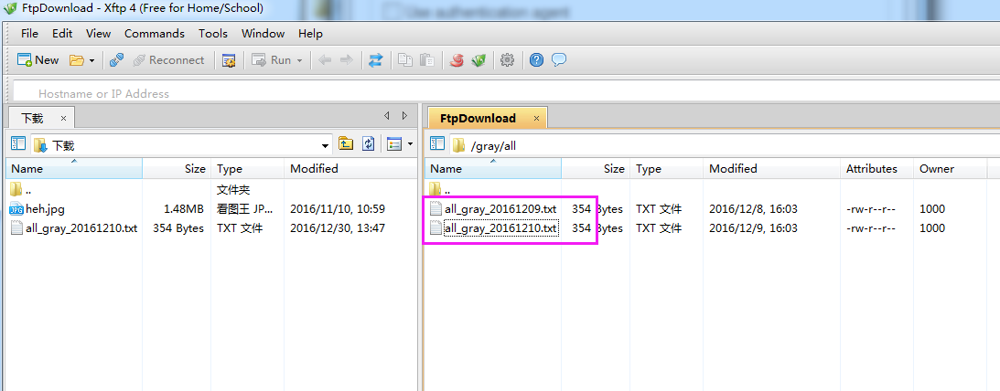 Use authentication agent
FtpDownload - Xftp 4 (Free for Home/School)
File Edit View Commands Tools Window Help
New Reconnect Run
Hostname or IP Address
下载 ×
下载
Name Size Type Modified
.. 文件夹
heh.jpg 1.48MB 看图王 JP... 2016/11/10, 10:59
all_gray_20161210.txt 354 Bytes TXT 文件 2016/12/30, 13:47
FtpDownload ×
/gray/all
Name Size Type Modified Attributes Owner
..
all_gray_20161209.txt 354 Bytes TXT 文件 2016/12/8, 16:03 -rw-r--r-- 1000
all_gray_20161210.txt 354 Bytes TXT 文件 2016/12/9, 16:03 -rw-r--r-- 1000